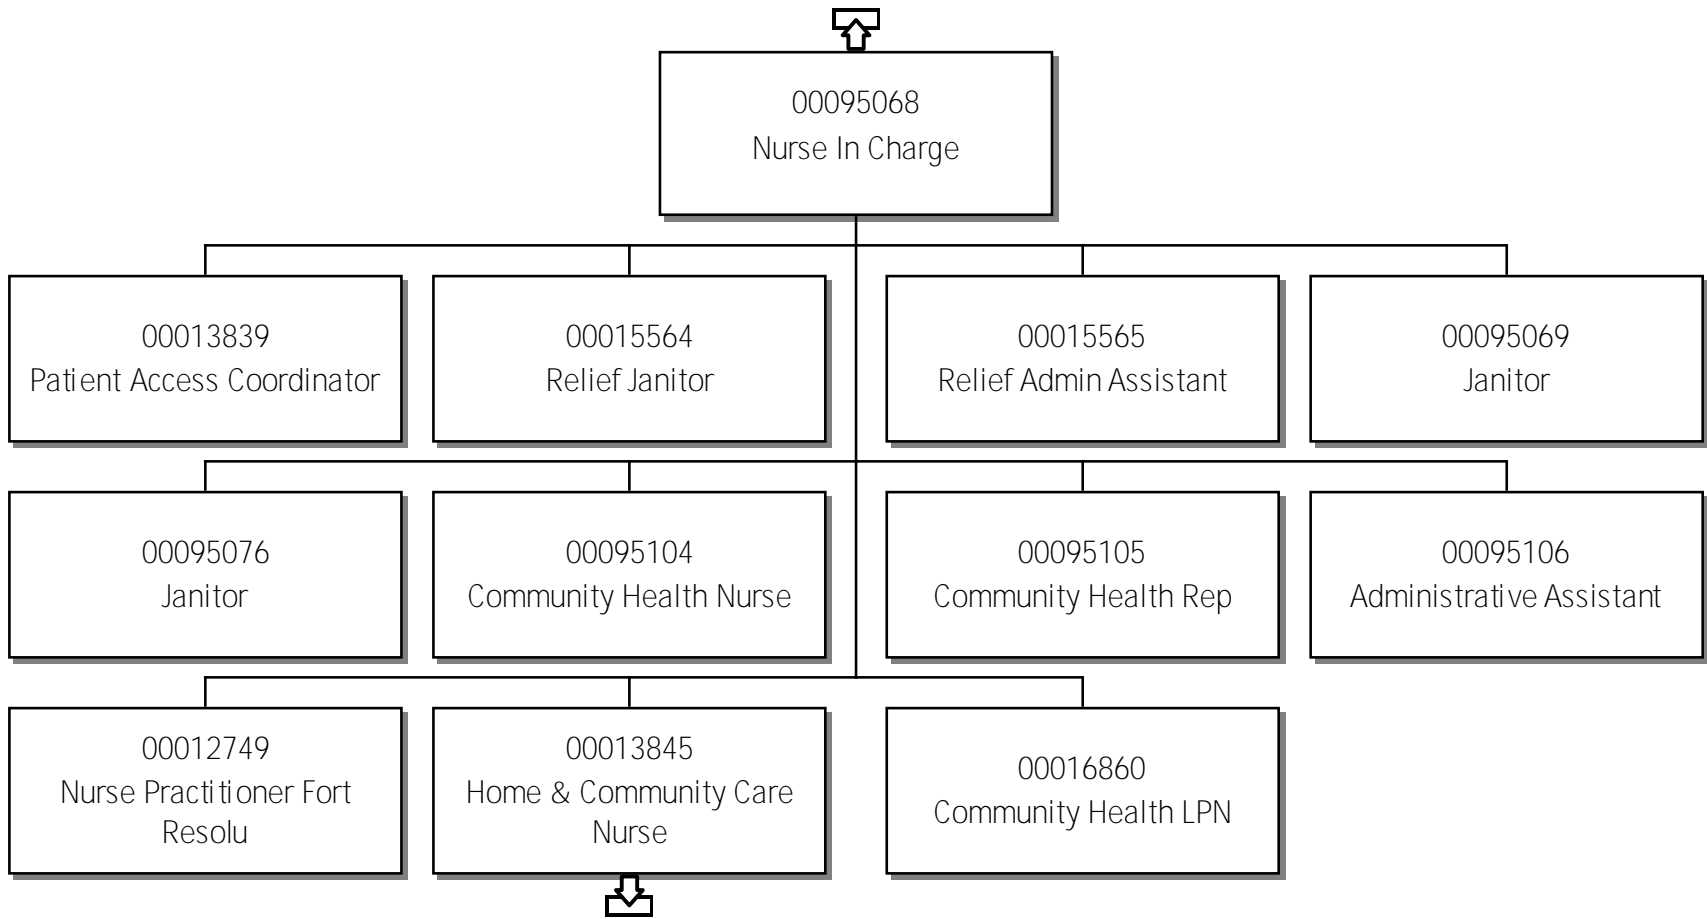 00095068
Nurse In Charge
00013839
Patient Access Coordinator
00015564
Relief Janitor
00015565
Relief Admin Assistant
00095069
Janitor
00095076
Janitor
00095104
Community Health Nurse
00095105
Community Health Rep
00095106
Administrative Assistant
00012749
Nurse Practitioner Fort
Resolu
00013845
Home & Community Care
Nurse
00016860
Community Health LPN